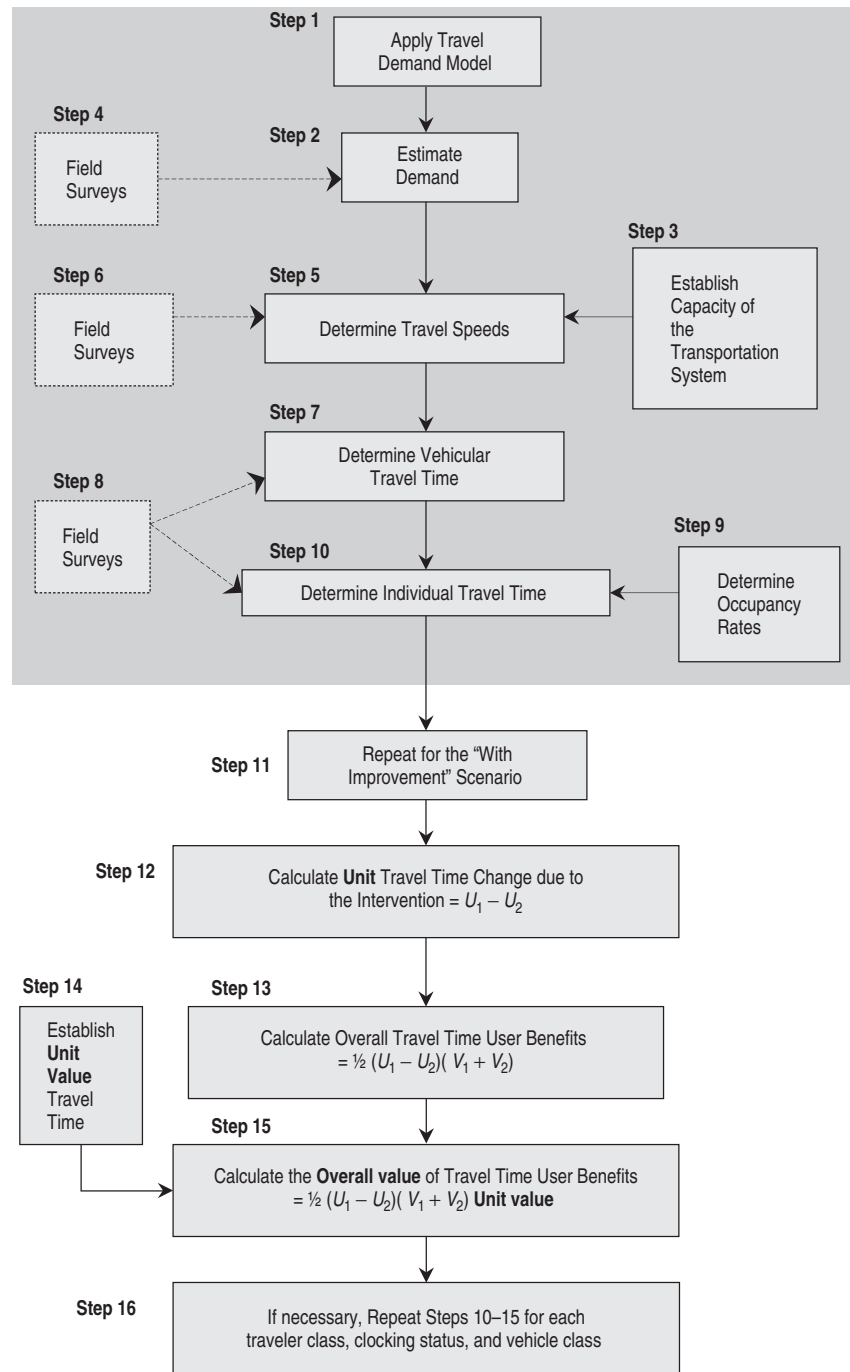 Step 1
Apply Travel
Demand Model
Step 4
Field
Surveys
Step 2
Estimate
Demand
Step 3
Establish
Capacity of
the
Transportation
System
Step 6
Field
Surveys
Step 5
Determine Travel Speeds
Step 7
Determine Vehicular
Travel Time
Step 8
Field
Surveys
Step 9
Determine
Occupancy
Rates
Step 10
Determine Individual Travel Time
Step 11
Repeat for the “With
Improvement” Scenario
Step 12
Calculate Unit Travel Time Change due to
the Intervention = U₁ − U₂
Step 13
Calculate Overall Travel Time User Benefits
= ½ (U₁ − U₂)( V₁ + V₂)
Step 14
Establish
Unit
Value
Travel
Time
Step 15
Calculate the Overall value of Travel Time User Benefits
= ½ (U₁ − U₂)( V₁ + V₂) Unit value
Step 16
If necessary, Repeat Steps 10–15 for each
traveler class, clocking status, and vehicle class